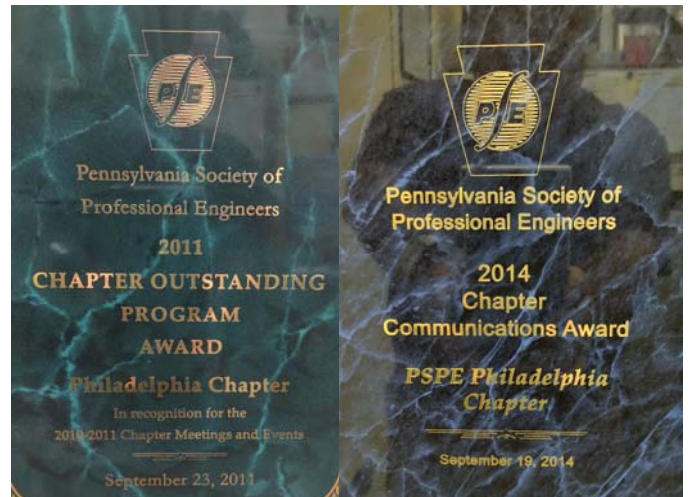 PSE
Pennsylvania Society of
Professional Engineers
2011
CHAPTER OUTSTANDING
PROGRAM
AWARD
Philadelphia Chapter
In recognition for the
2010-2011 Chapter Meetings and Events
September 23, 2011
PSE
Pennsylvania Society of
Professional Engineers
2014
Chapter
Communications Award
PSPE Philadelphia
Chapter
September 19, 2014